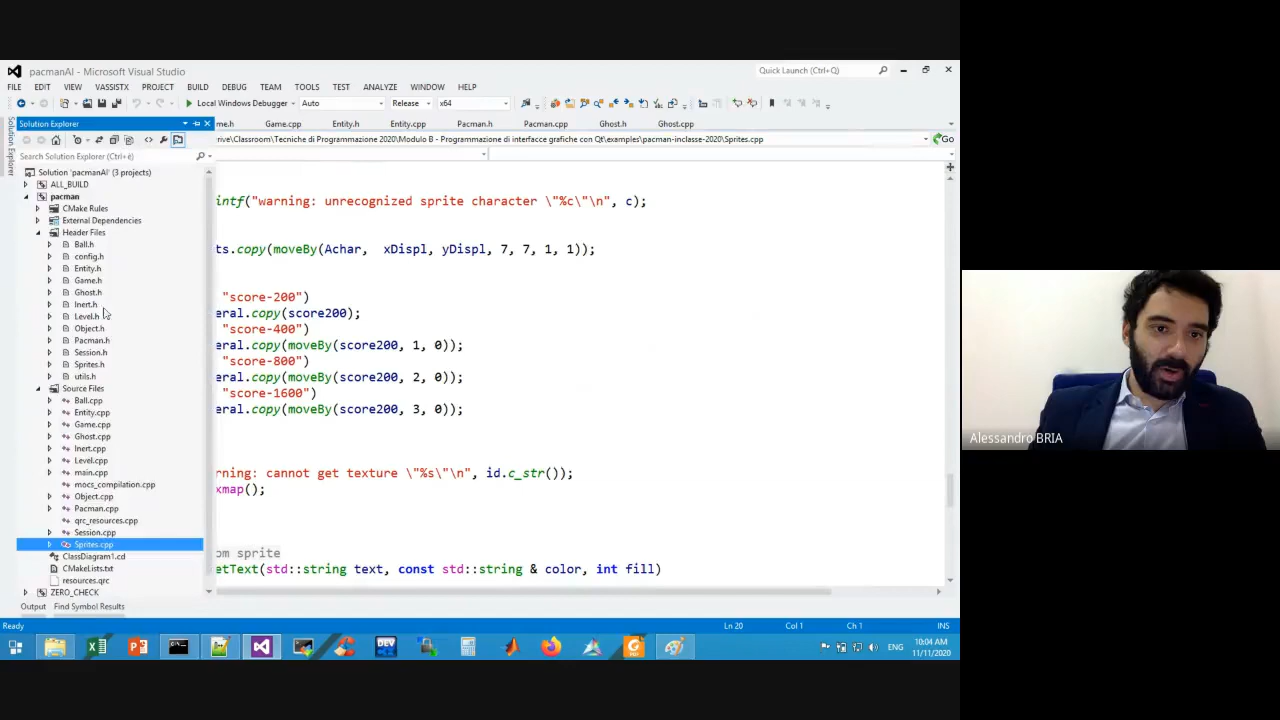 pacmanAI - Microsoft Visual Studio
Quick Launch (Ctrl+Q)
FILE EDIT VIEW VASSISTX PROJECT BUILD DEBUG TEAM TOOLS TEST ANALYZE WINDOW HELP
Local Windows Debugger Auto Release x64
Solution Explorer
me.h Game.cpp Entity.h Entity.cpp Pacman.h Pacman.cpp Ghost.h Ghost.cpp
rive\Classroom\Tecniche di Programmazione 2020\Modulo B - Programmazione di interfacce grafiche con Qt\examples\pacman-inclasse-2020\Sprites.cpp
Go
Solution Explorer
Search Solution Explorer (Ctrl+è)
Solution 'pacmanAI' (3 projects)
ALL_BUILD
pacman
CMake Rules
External Dependencies
Header Files
Ball.h
config.h
Entity.h
Game.h
Ghost.h
Inert.h
Level.h
Object.h
Pacman.h
Session.h
Sprites.h
utils.h
Source Files
Ball.cpp
Entity.cpp
Game.cpp
Ghost.cpp
Inert.cpp
Level.cpp
main.cpp
mocs_compilation.cpp
Object.cpp
Pacman.cpp
qrc_resources.cpp
Session.cpp
Sprites.cpp
ClassDiagram1.cd
CMakeLists.txt
resources.qrc
ZERO_CHECK
Output Find Symbol Results
intf("warning: unrecognized sprite character \"%c\"\n", c);
ts.copy(moveBy(Achar, xDispl, yDispl, 7, 7, 1, 1));
"score-200")
eral.copy(score200);
"score-400")
eral.copy(moveBy(score200, 1, 0));
"score-800")
eral.copy(moveBy(score200, 2, 0));
"score-1600")
eral.copy(moveBy(score200, 3, 0));
rning: cannot get texture \"%s\"\n", id.c_str());
xmap();
om sprite
etText(std::string text, const std::string & color, int fill)
Ready
Ln 20 Col 1 Ch 1 INS
DEV
PDF
ENG
10:04 AM
11/11/2020
Alessandro BRIA